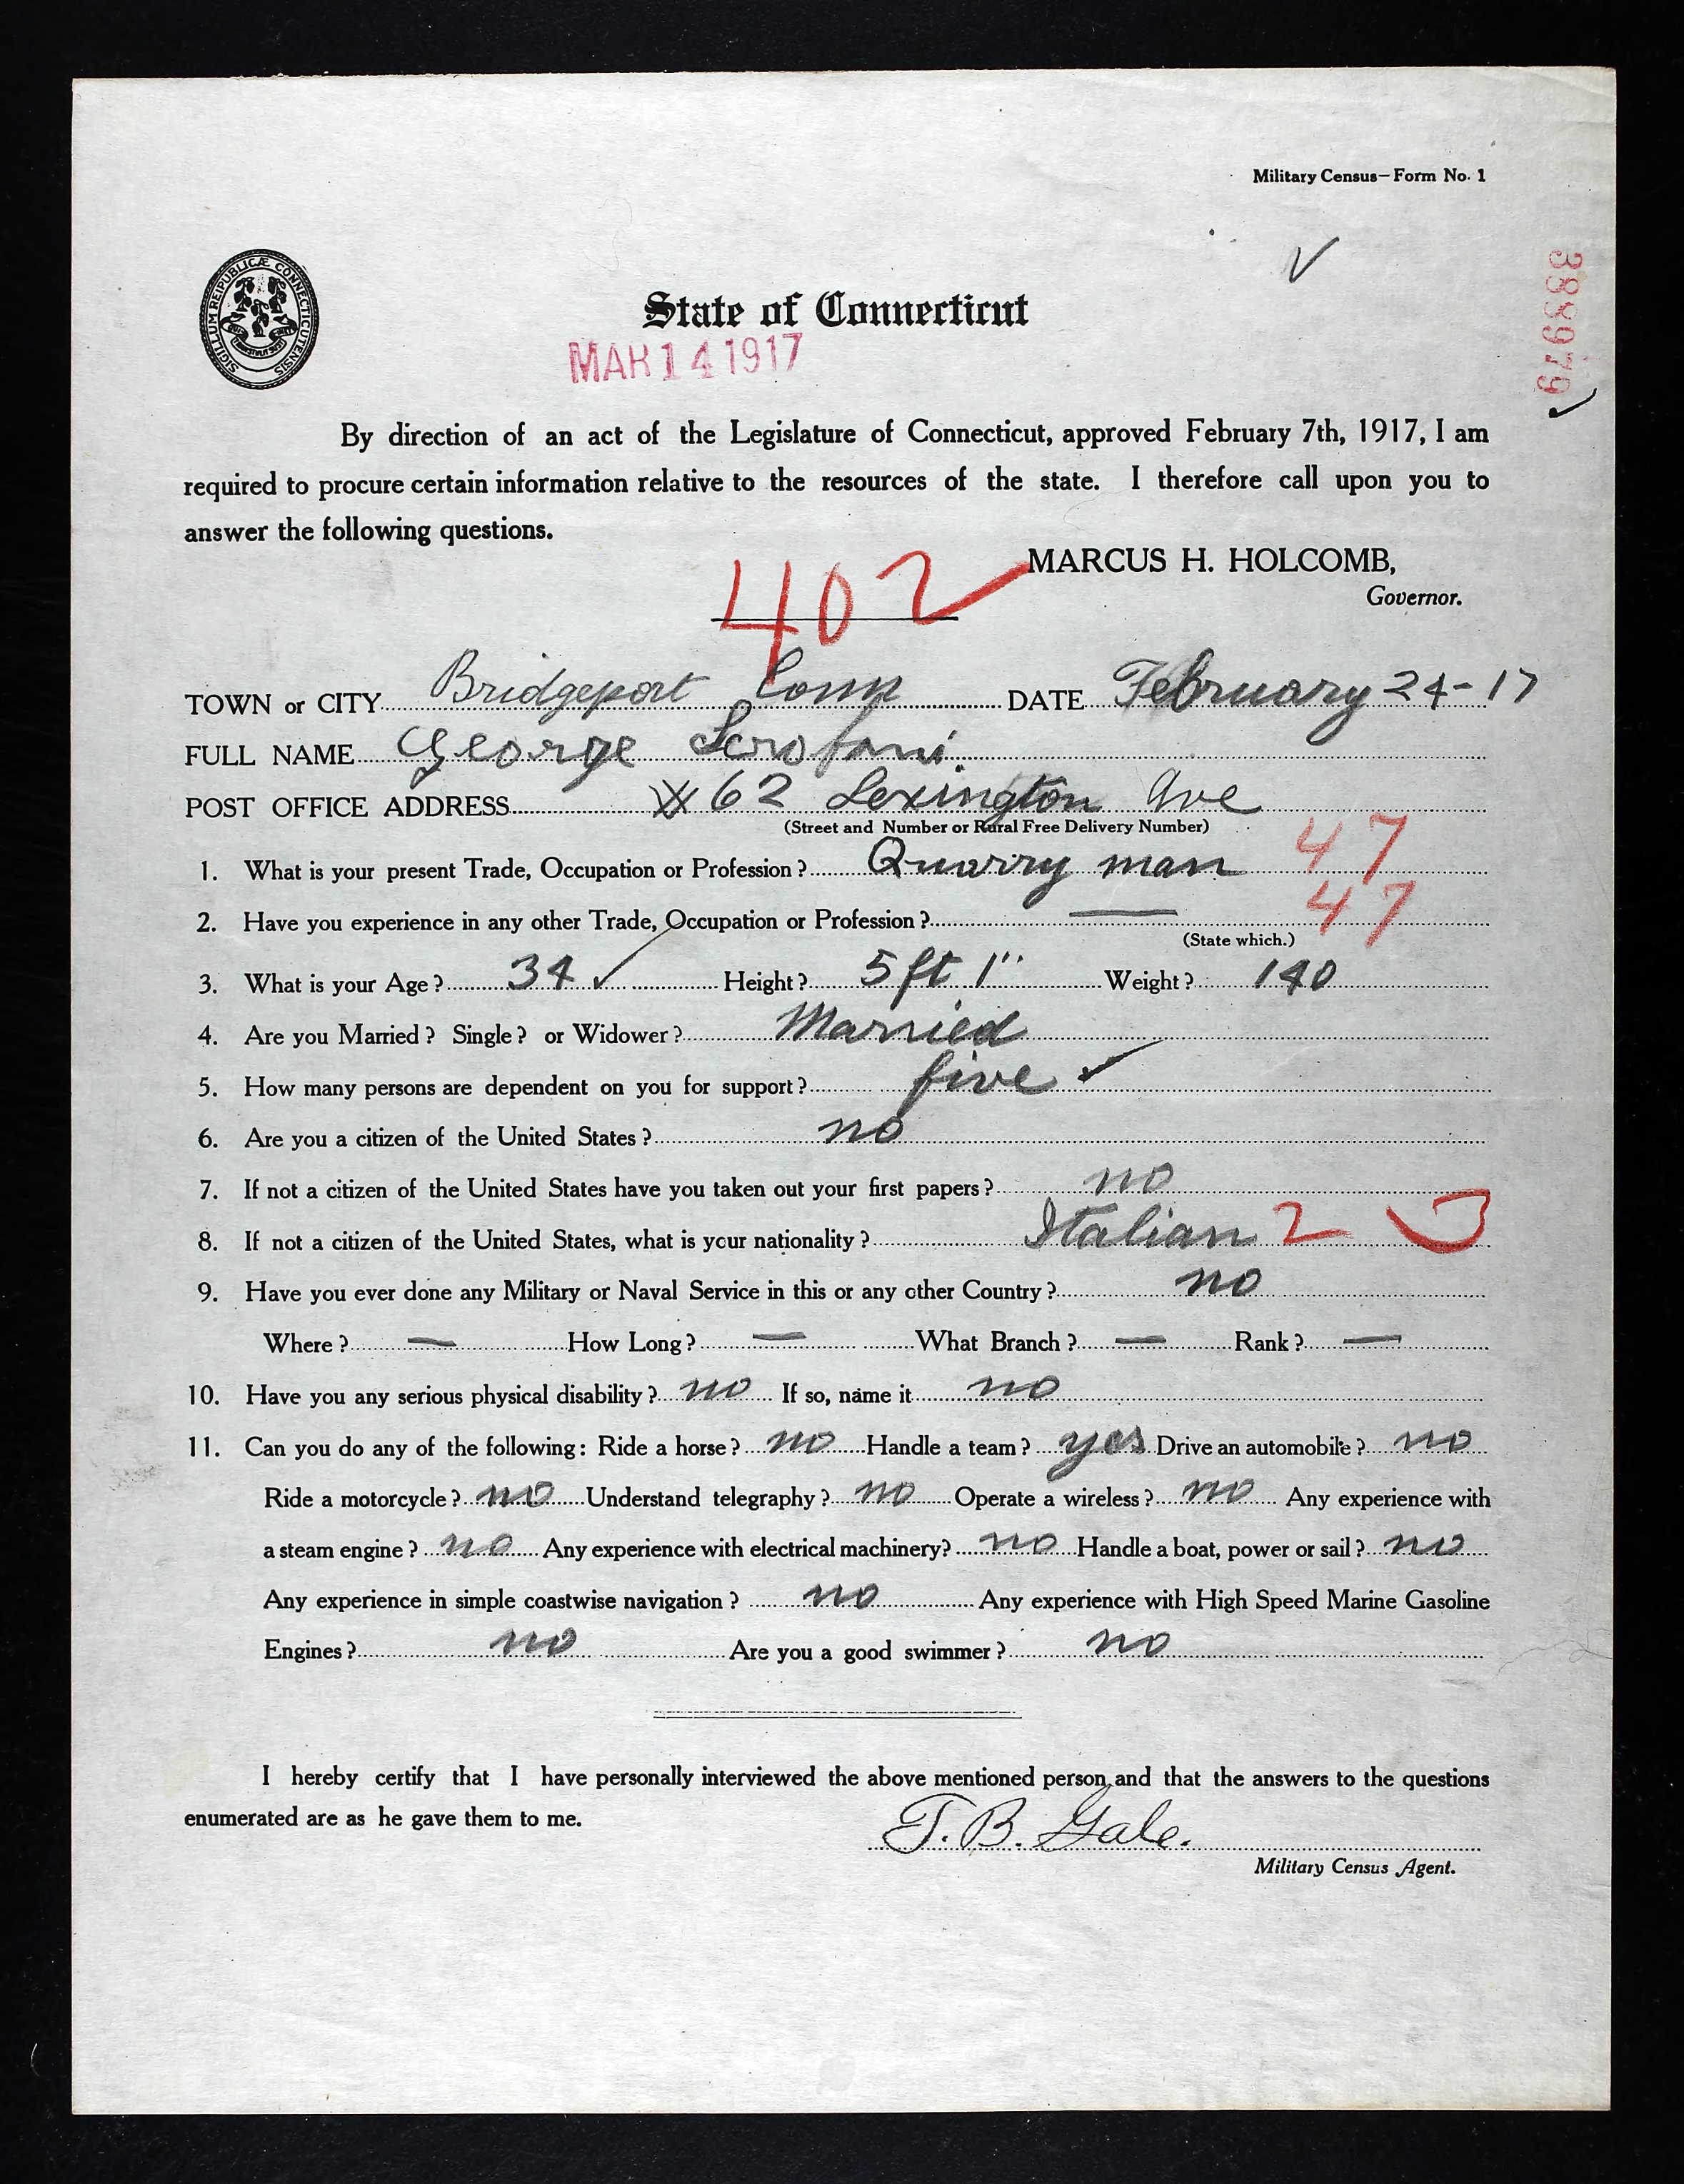 Military Census—Form No. 1
388979
SIGILLUM REIPUBLICÆ CONNECTICUTENSIS
State of Connecticut
MAR 14 1917
By direction of an act of the Legislature of Connecticut, approved February 7th, 1917, I am
required to procure certain information relative to the resources of the state. I therefore call upon you to
answer the following questions.
MARCUS H. HOLCOMB,
Governor.
402
TOWN or CITY Bridgeport Conn DATE February 24-17
FULL NAME George Scrofani
POST OFFICE ADDRESS # 62 Lexington Ave
(Street and Number or Rural Free Delivery Number)
1. What is your present Trade, Occupation or Profession? Quarry man 47
2. Have you experience in any other Trade, Occupation or Profession? — 47
(State which.)
3. What is your Age? 34 ✓ Height? 5 ft 1" Weight? 140
4. Are you Married? Single? or Widower? Married
5. How many persons are dependent on you for support? five ✓
6. Are you a citizen of the United States? no
7. If not a citizen of the United States have you taken out your first papers? no
8. If not a citizen of the United States, what is your nationality? Italian 2
9. Have you ever done any Military or Naval Service in this or any other Country? no
Where? — How Long? — What Branch? — Rank? —
10. Have you any serious physical disability? no If so, name it no
11. Can you do any of the following: Ride a horse? no Handle a team? yes Drive an automobile? no
Ride a motorcycle? no Understand telegraphy? no Operate a wireless? no Any experience with
a steam engine? no Any experience with electrical machinery? no Handle a boat, power or sail? no
Any experience in simple coastwise navigation? no Any experience with High Speed Marine Gasoline
Engines? no Are you a good swimmer? no
I hereby certify that I have personally interviewed the above mentioned person and that the answers to the questions
enumerated are as he gave them to me.
T. B. Gale.
Military Census Agent.